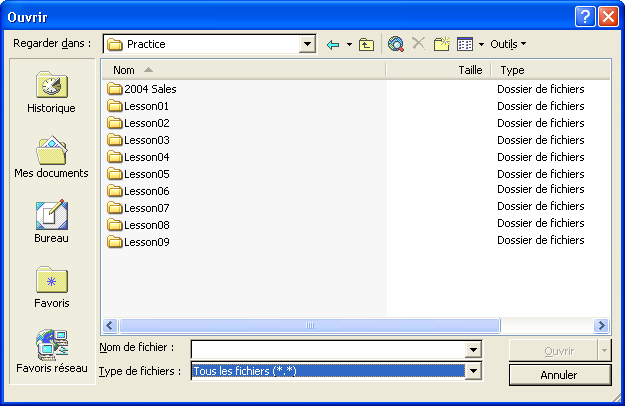 Ouvrir
Regarder dans : Practice Outils
Nom Taille Type
2004 Sales Dossier de fichiers
Lesson01 Dossier de fichiers
Lesson02 Dossier de fichiers
Lesson03 Dossier de fichiers
Lesson04 Dossier de fichiers
Lesson05 Dossier de fichiers
Lesson06 Dossier de fichiers
Lesson07 Dossier de fichiers
Lesson08 Dossier de fichiers
Lesson09 Dossier de fichiers
Historique
Mes documents
Bureau
Favoris
Favoris réseau
Nom de fichier : Ouvrir
Type de fichiers : Tous les fichiers (*.*) Annuler